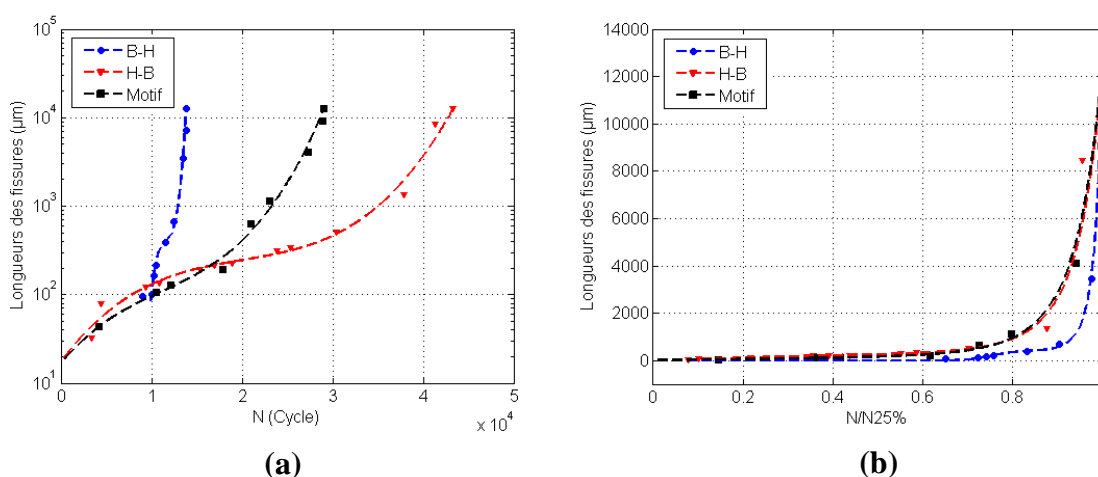 10^5
10^4
10^3
10^2
10^1
Longueurs des fissures (µm)
B-H
H-B
Motif
0
1
2
3
4
5
x 10^4
N (Cycle)
(a)
14000
12000
10000
8000
6000
4000
2000
0
Longueurs des fissures (µm)
B-H
H-B
Motif
0
0.2
0.4
0.6
0.8
N/N25%
(b)